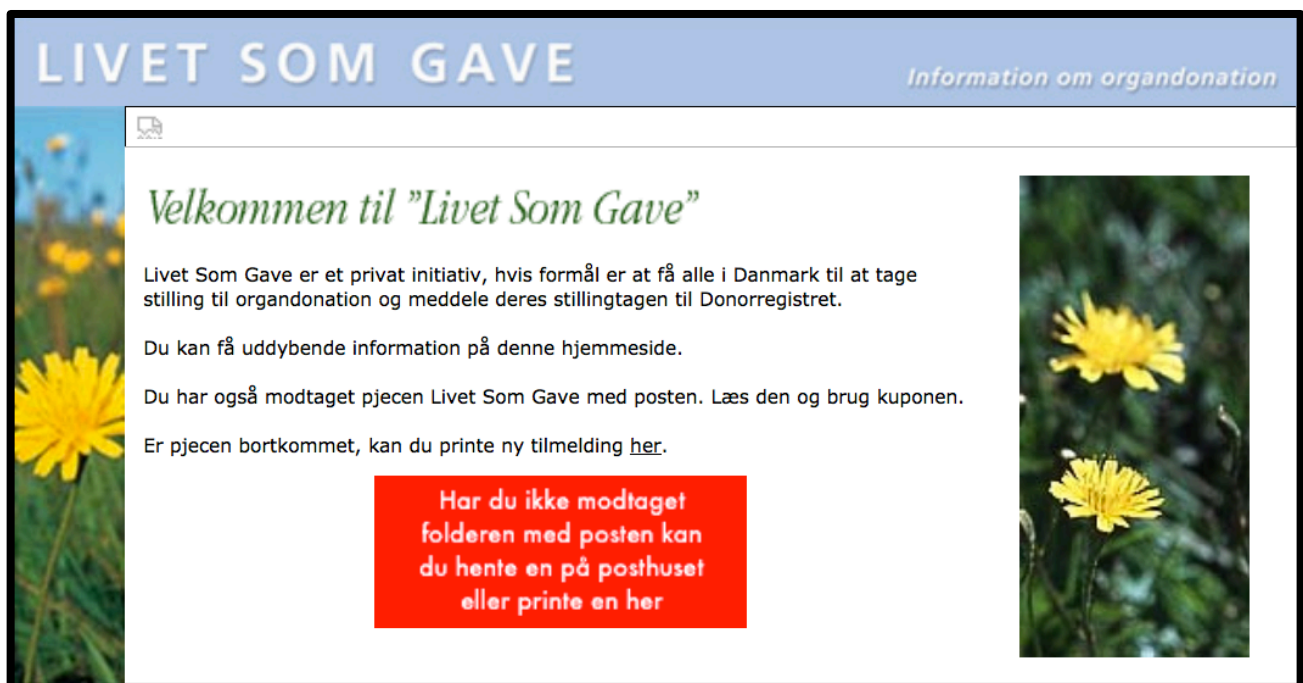 LIVET SOM GAVE
Information om organdonation
Velkommen til ”Livet Som Gave”
Livet Som Gave er et privat initiativ, hvis formål er at få alle i Danmark til at tage
stilling til organdonation og meddele deres stillingtagen til Donorregistret.
Du kan få uddybende information på denne hjemmeside.
Du har også modtaget pjecen Livet Som Gave med posten. Læs den og brug kuponen.
Er pjecen bortkommet, kan du printe ny tilmelding her.
Har du ikke modtaget
folderen med posten kan
du hente en på posthuset
eller printe en her